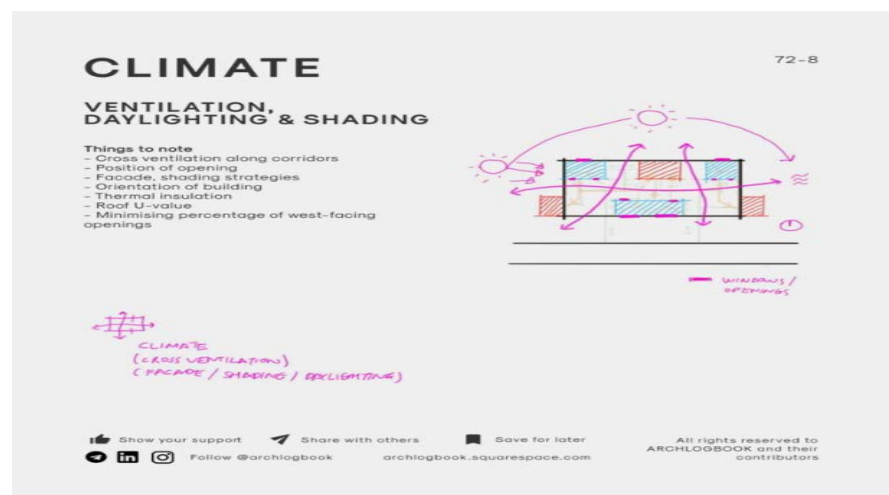 CLIMATE
72-8
VENTILATION,
DAYLIGHTING & SHADING
Things to note
- Cross ventilation along corridors
- Position of opening
- Facade, shading strategies
- Orientation of building
- Thermal insulation
- Roof U-value
- Minimising percentage of west-facing
openings
WINDOWS /
OPENINGS
CLIMATE
(CROSS VENTILATION)
(FACADE / SHADING / DAYLIGHTING)
Show your support
Share with others
Save for later
Follow @archlogbook
archlogbook.squarespace.com
All rights reserved to
ARCHLOGBOOK and their
contributors